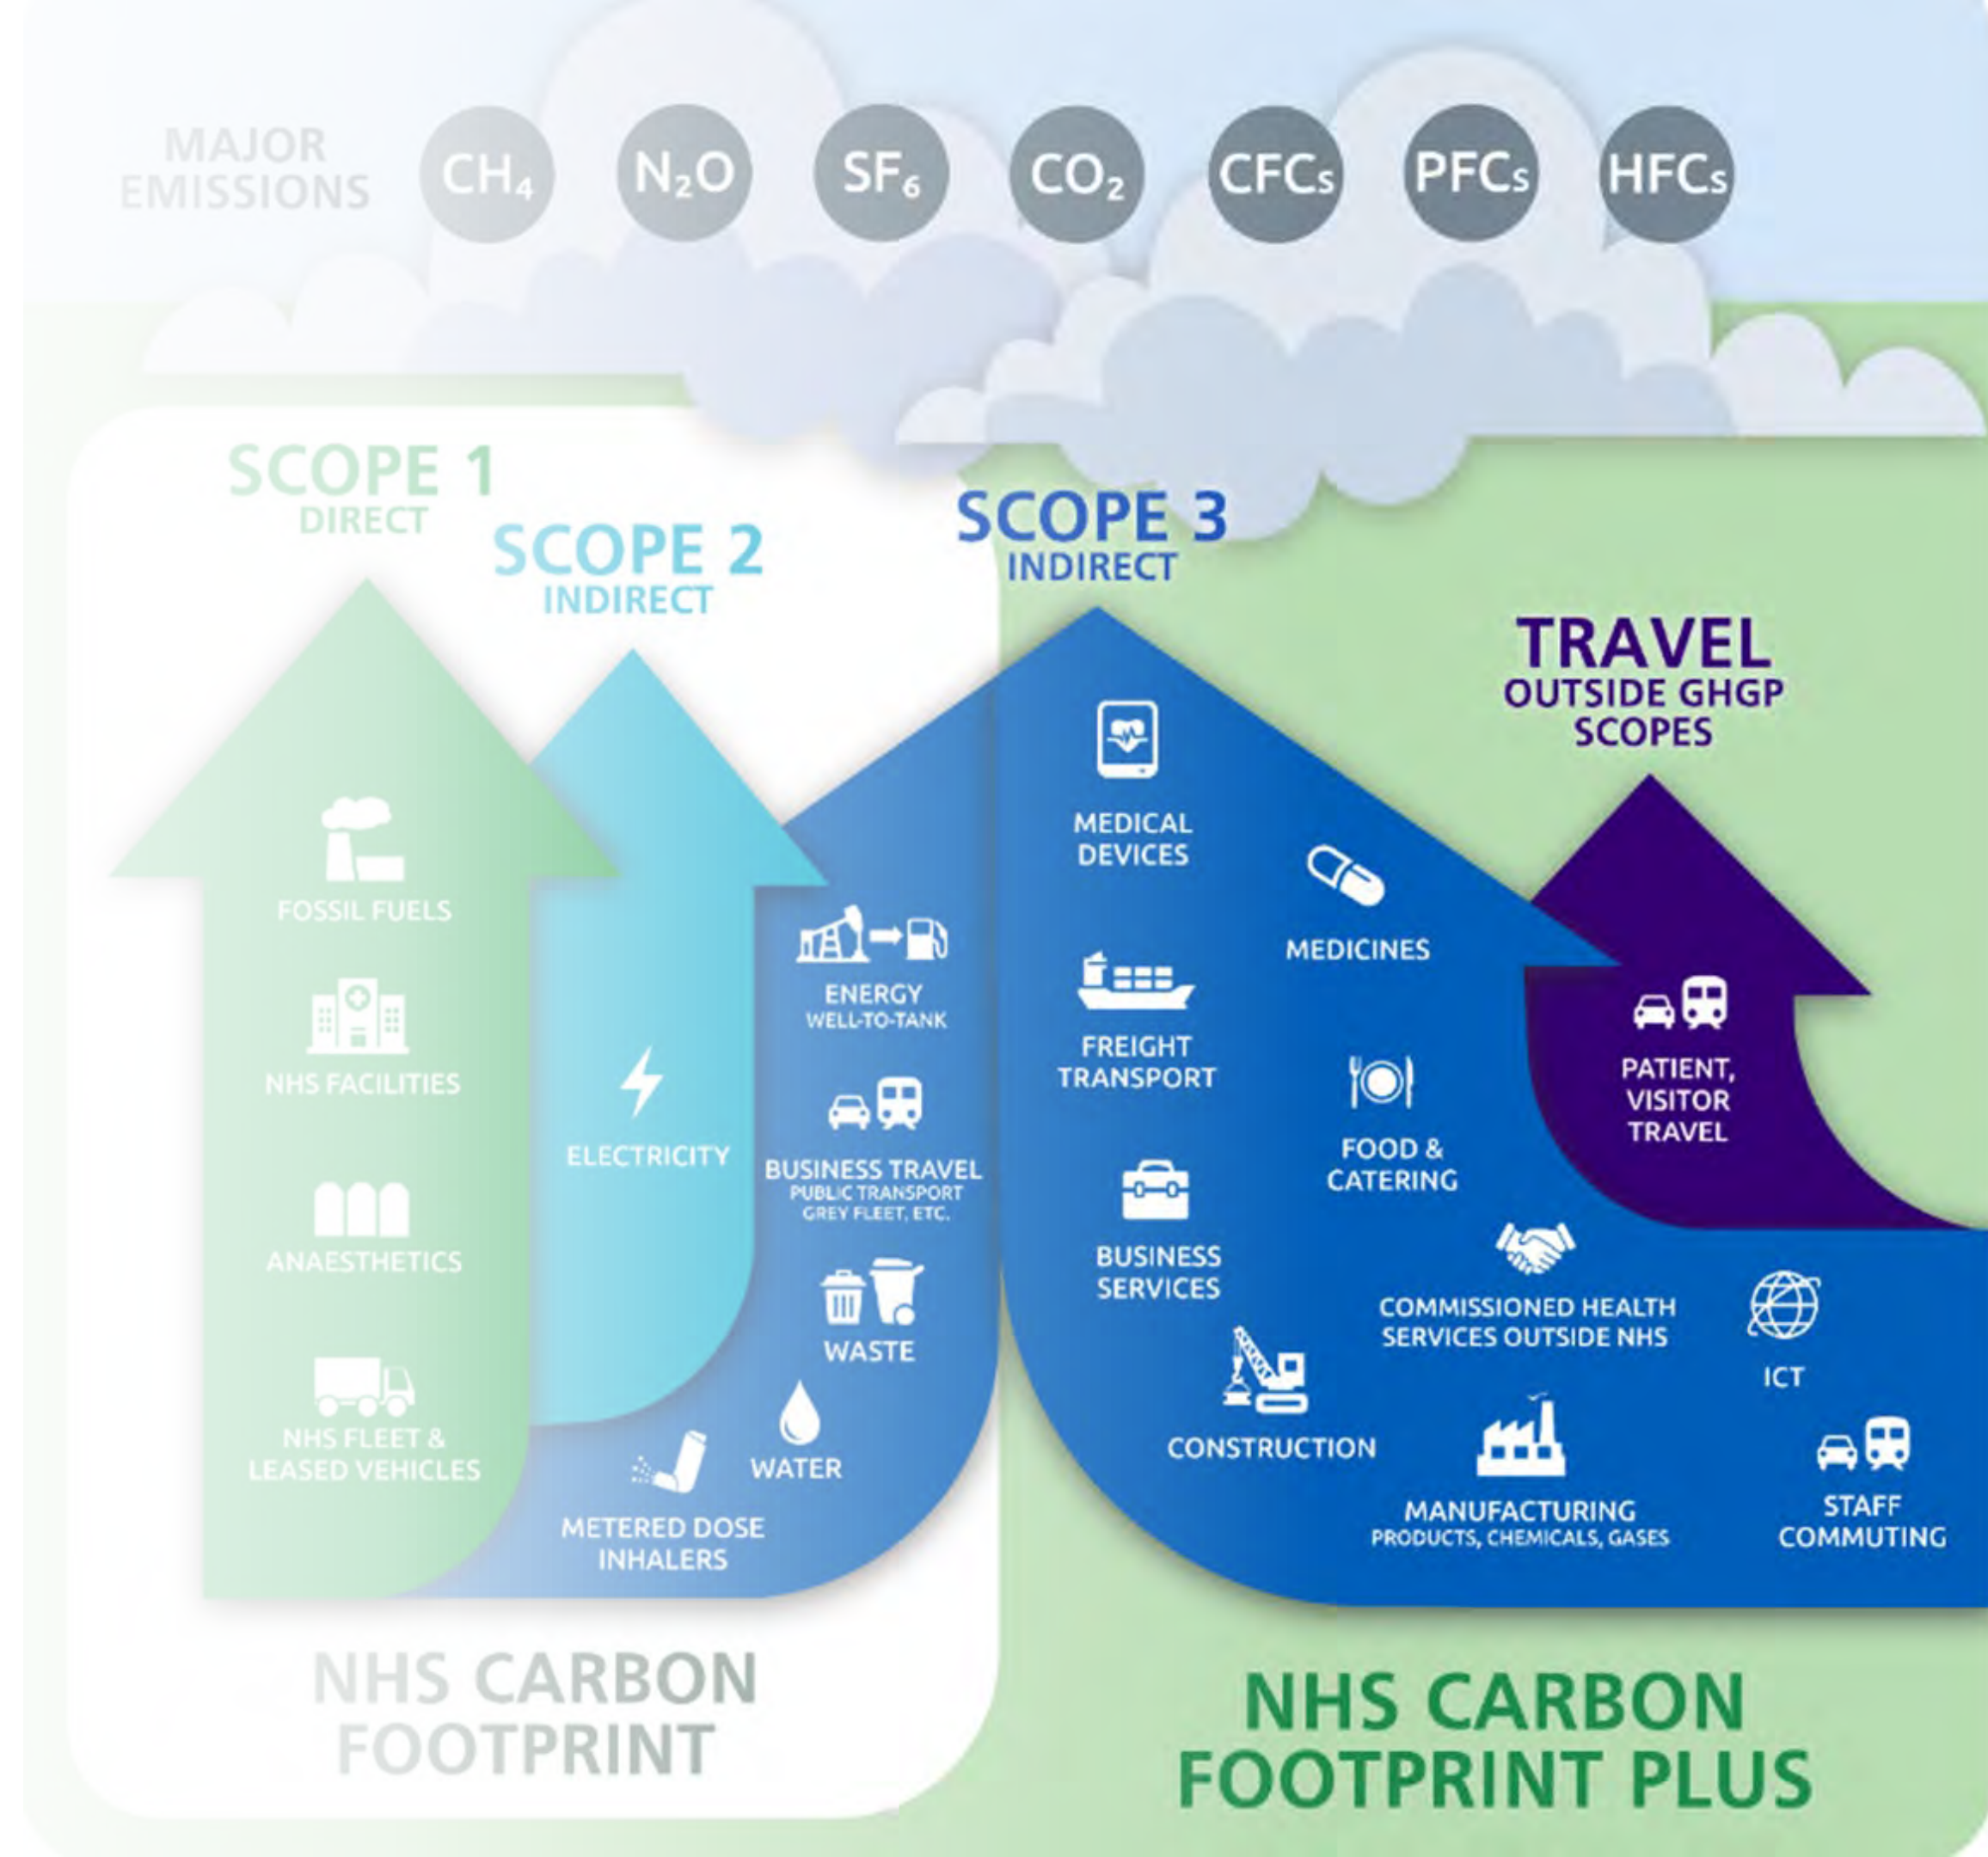 MAJOR
EMISSIONS
CH₄
N₂O
SF₆
CO₂
CFCs
PFCs
HFCs
SCOPE 1
DIRECT
SCOPE 2
INDIRECT
SCOPE 3
INDIRECT
TRAVEL
OUTSIDE GHGP
SCOPES
FOSSIL FUELS
NHS FACILITIES
ANAESTHETICS
NHS FLEET &
LEASED VEHICLES
ELECTRICITY
ENERGY
WELL-TO-TANK
BUSINESS TRAVEL
PUBLIC TRANSPORT
GREY FLEET, ETC.
WASTE
WATER
METERED DOSE
INHALERS
MEDICAL
DEVICES
MEDICINES
FREIGHT
TRANSPORT
FOOD &
CATERING
BUSINESS
SERVICES
COMMISSIONED HEALTH
SERVICES OUTSIDE NHS
ICT
CONSTRUCTION
MANUFACTURING
PRODUCTS, CHEMICALS, GASES
STAFF
COMMUTING
PATIENT,
VISITOR
TRAVEL
NHS CARBON
FOOTPRINT
NHS CARBON
FOOTPRINT PLUS